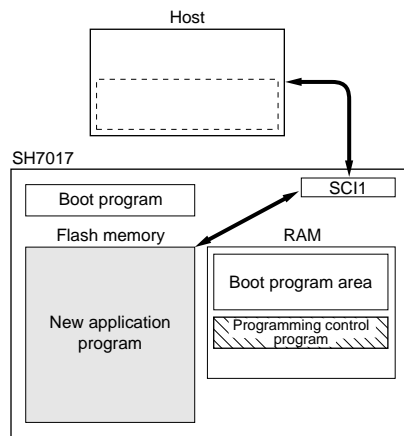 Host
SH7017
SCI1
Boot program
Flash memory
RAM
Boot program area
New application
program
Programming control
program